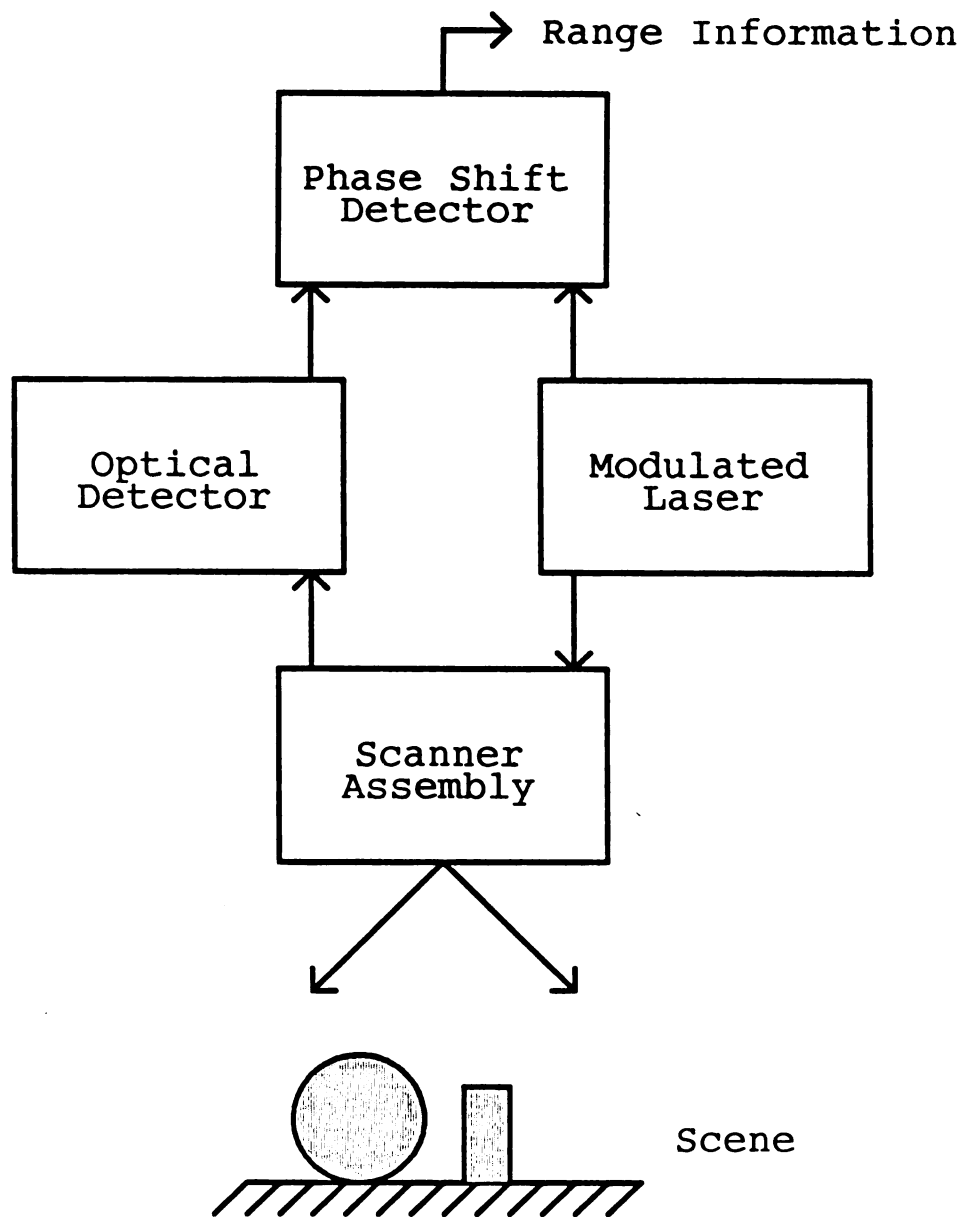 Range Information
Phase Shift
Detector
Optical
Detector
Modulated
Laser
Scanner
Assembly
Scene